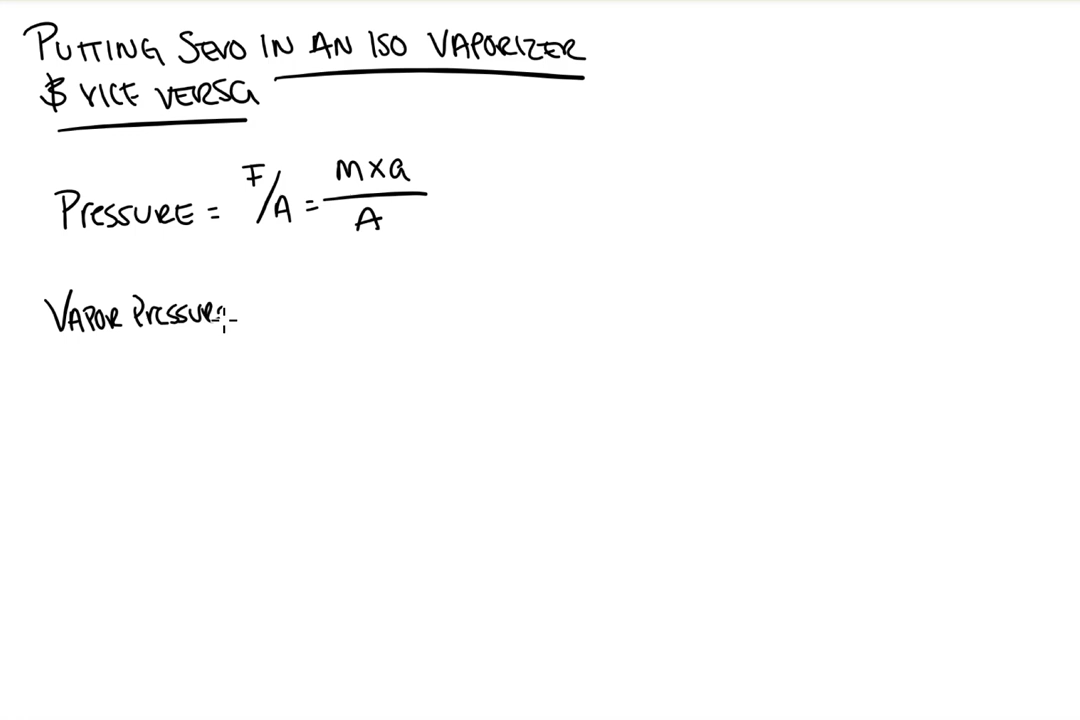 PUTTING SEVO IN AN ISO VAPORIZER
$ VICE VERSA
PRESSURE = F/A = m x a / A
VAPOR PRESSURE